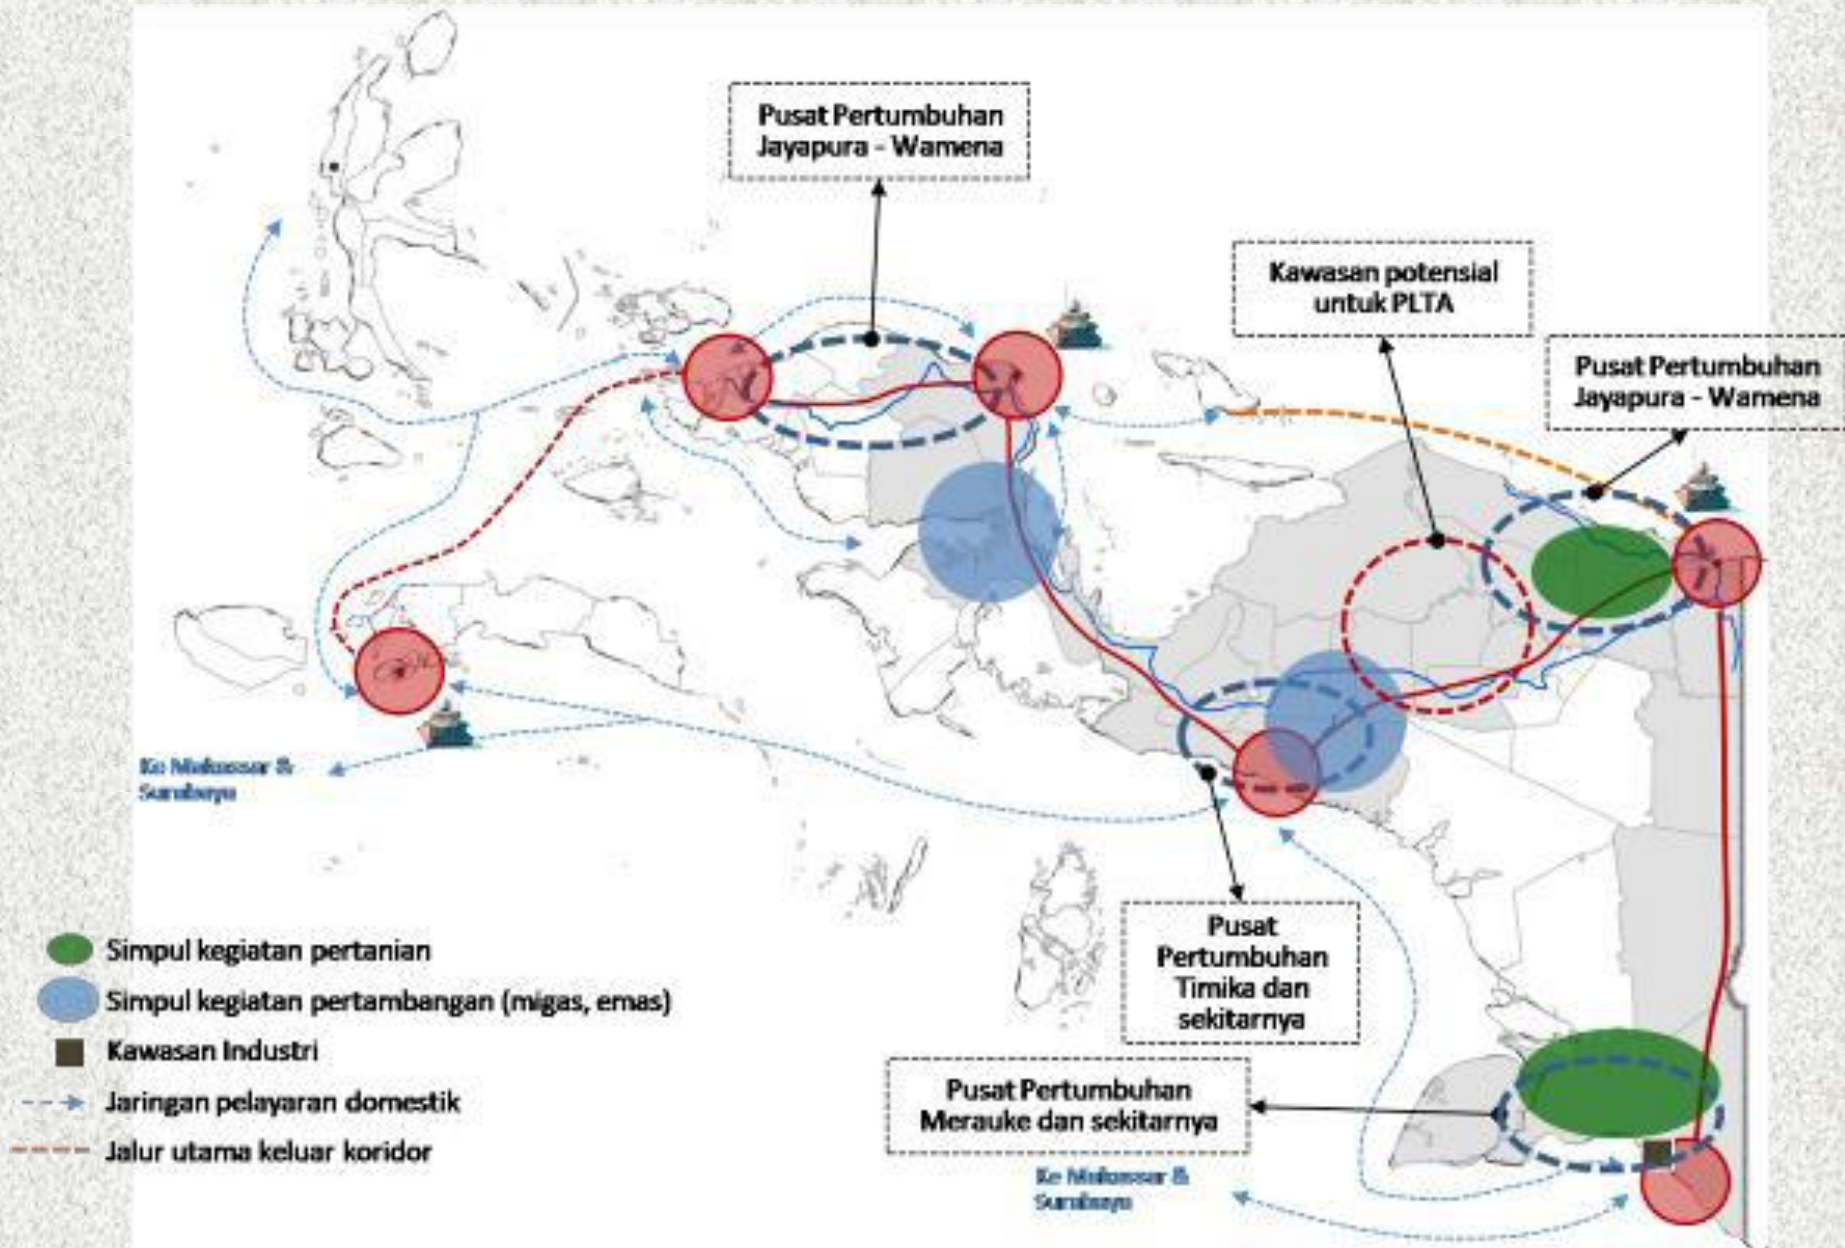 Pusat Pertumbuhan
Jayapura - Wamena
Kawasan potensial
untuk PLTA
Pusat Pertumbuhan
Jayapura - Wamena
Ke Makassar &
Surabaya
Pusat
Pertumbuhan
Timika dan
sekitarnya
Simpul kegiatan pertanian
Simpul kegiatan pertambangan (migas, emas)
Kawasan Industri
Jaringan pelayaran domestik
Jalur utama keluar koridor
Pusat Pertumbuhan
Merauke dan sekitarnya
Ke Makassar &
Surabaya